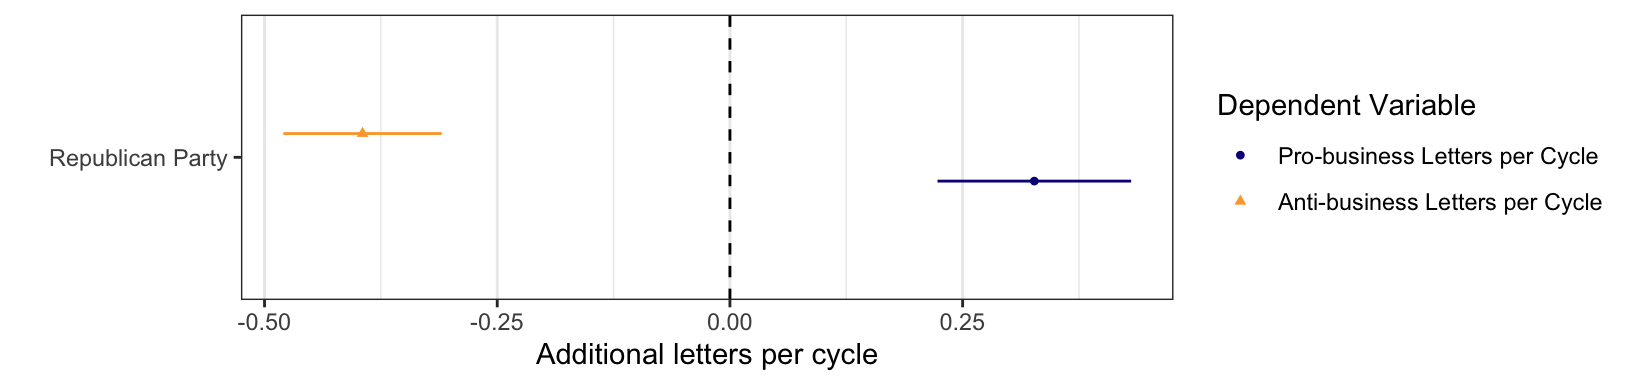 Republican Party
-0.50
-0.25
0.00
0.25
Additional letters per cycle
Dependent Variable
Pro-business Letters per Cycle
Anti-business Letters per Cycle